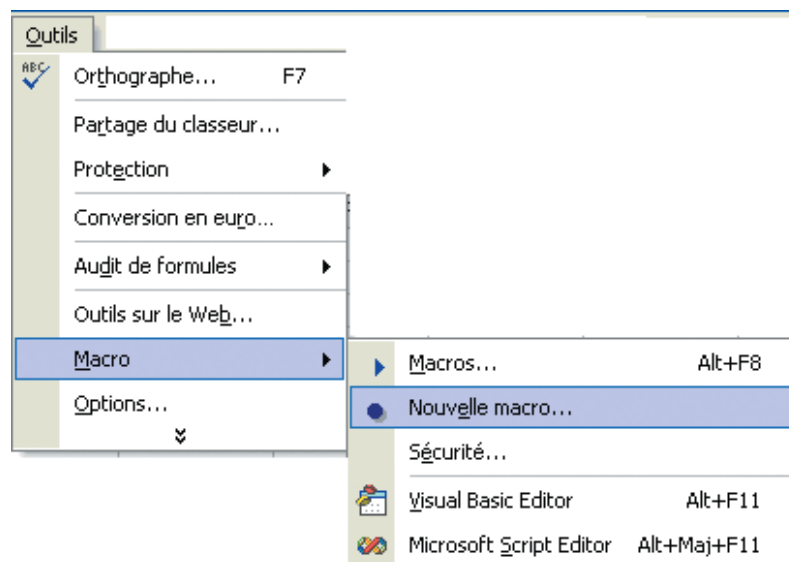 Outils
ABC
Orthographe... F7
Partage du classeur...
Protection
Conversion en euro...
Audit de formules
Outils sur le Web...
Macro
Options...
Macros... Alt+F8
Nouvelle macro...
Sécurité...
Visual Basic Editor Alt+F11
Microsoft Script Editor Alt+Maj+F11